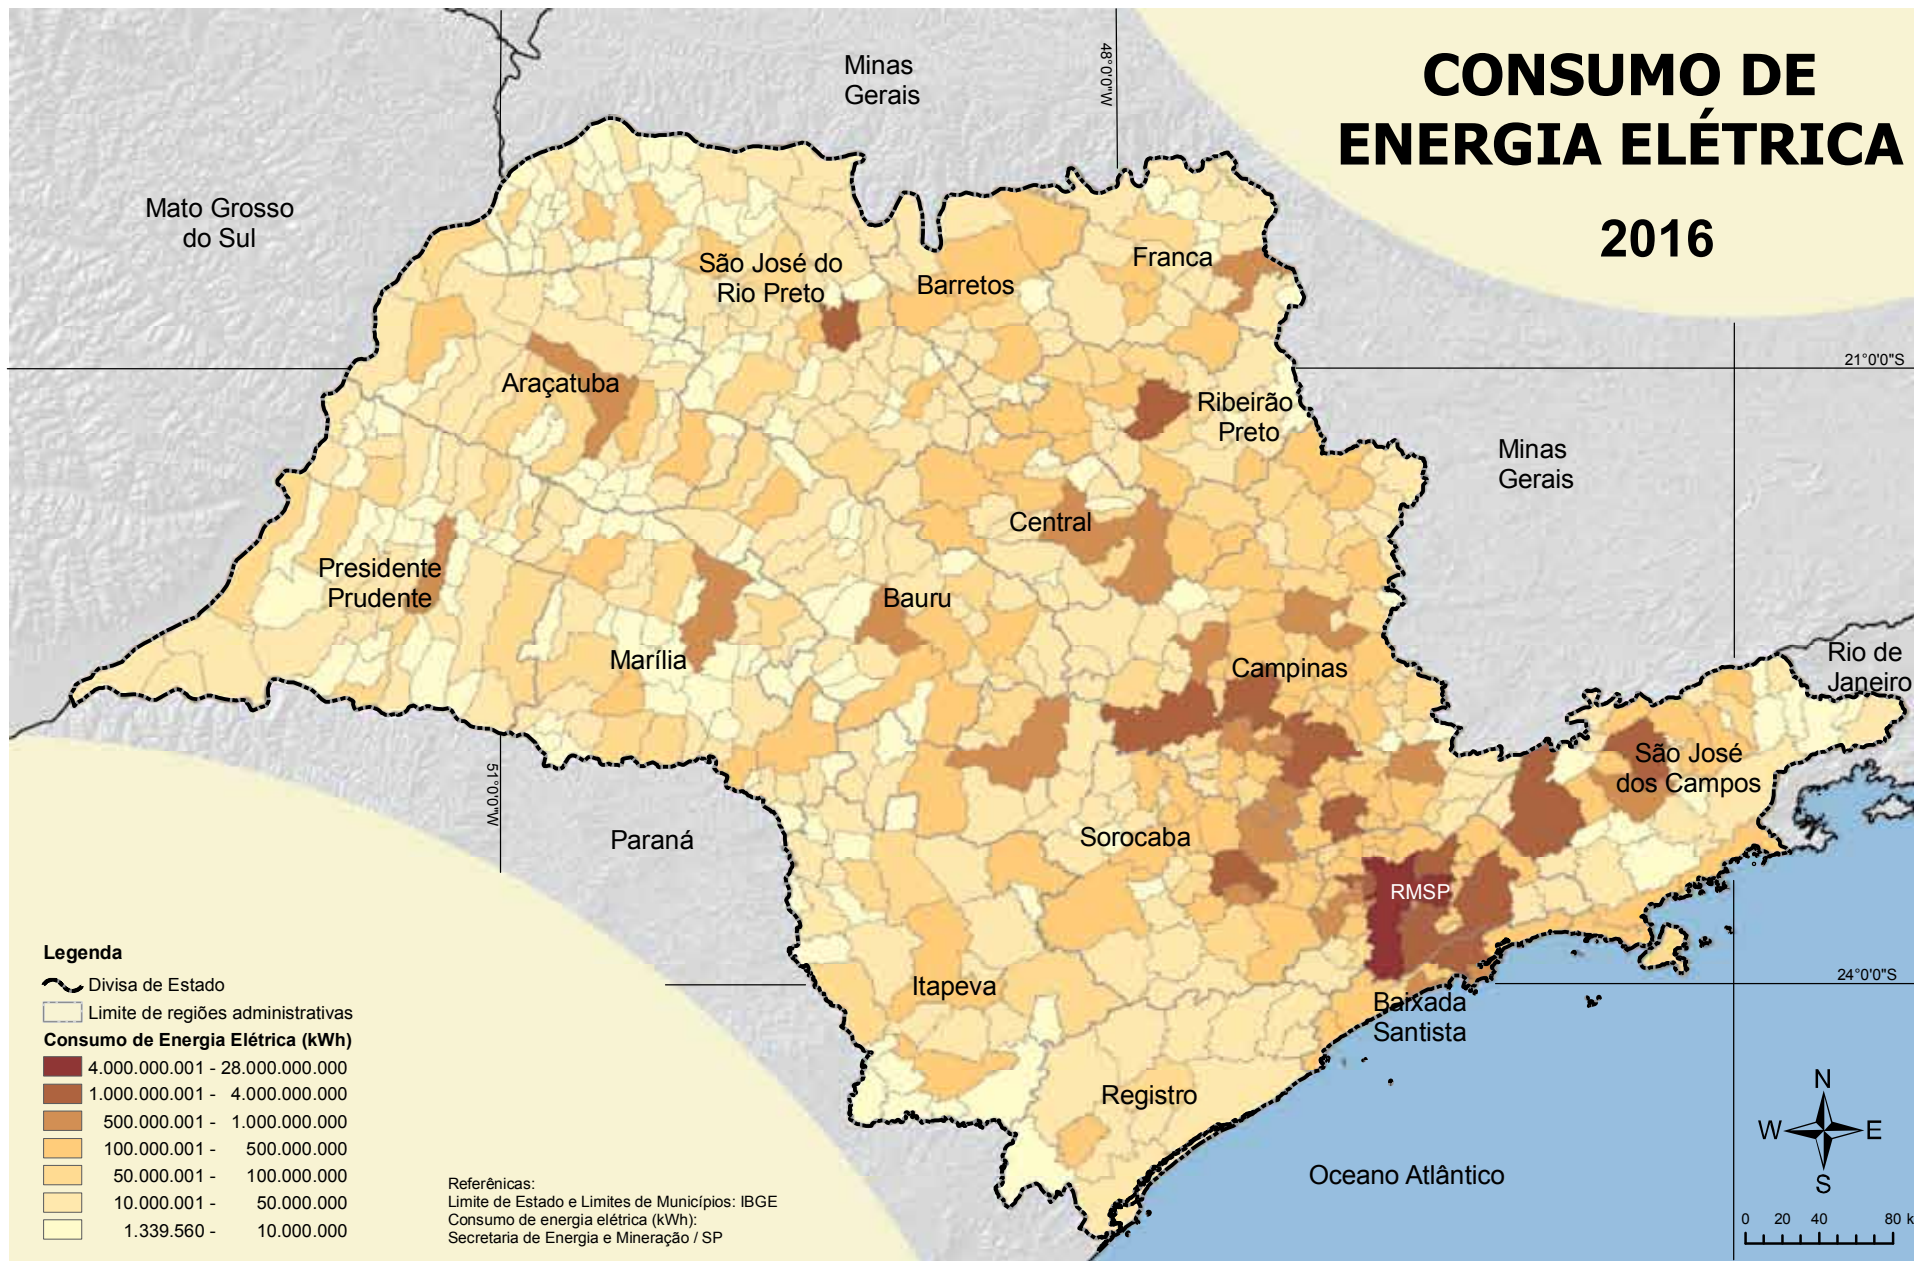 CONSUMO DE
ENERGIA ELÉTRICA
2016
Minas
Gerais
48°0'0"W
Mato Grosso
do Sul
São José do
Rio Preto
Barretos
Franca
21°0'0"S
Araçatuba
Ribeirão
Preto
Minas
Gerais
Central
Presidente
Prudente
Bauru
Marília
Campinas
Rio de
Janeiro
São José
dos Campos
51°0'0"W
Paraná
Sorocaba
RMSP
24°0'0"S
Itapeva
Baixada
Santista
Registro
Oceano Atlântico
Legenda
Divisa de Estado
Limite de regiões administrativas
Consumo de Energia Elétrica (kWh)
4.000.000.001 - 28.000.000.000
1.000.000.001 - 4.000.000.000
500.000.001 - 1.000.000.000
100.000.001 - 500.000.000
50.000.001 - 100.000.000
10.000.001 - 50.000.000
1.339.560 - 10.000.000
Referênicas:
Limite de Estado e Limites de Municípios: IBGE
Consumo de energia elétrica (kWh):
Secretaria de Energia e Mineração / SP
N
W E
S
0 20 40 80 k